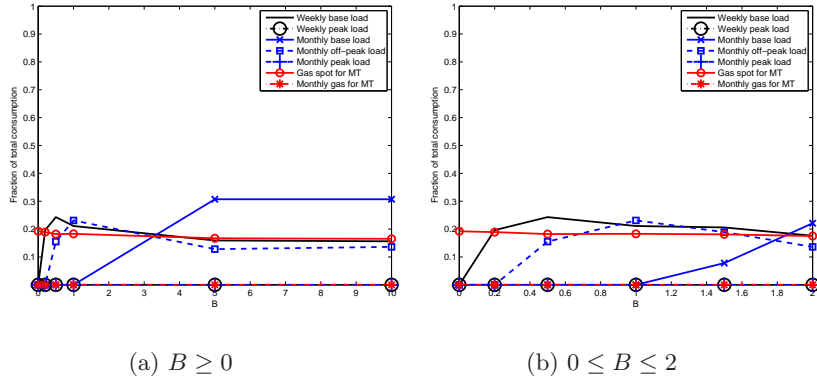 1
0.9
0.8
0.7
0.6
0.5
0.4
0.3
0.2
0.1
0 1 2 3 4 5 6 7 8 9 10
B
Fraction of total consumption
Weekly base load
Weekly peak load
Monthly base load
Monthly off-peak load
Monthly peak load
Gas spot for MT
Monthly gas for MT
(a) B ≥ 0
1
0.9
0.8
0.7
0.6
0.5
0.4
0.3
0.2
0.1
0 0.2 0.4 0.6 0.8 1 1.2 1.4 1.6 1.8 2
B
Fraction of total consumption
Weekly base load
Weekly peak load
Monthly base load
Monthly off-peak load
Monthly peak load
Gas spot for MT
Monthly gas for MT
(b) 0 ≤ B ≤ 2